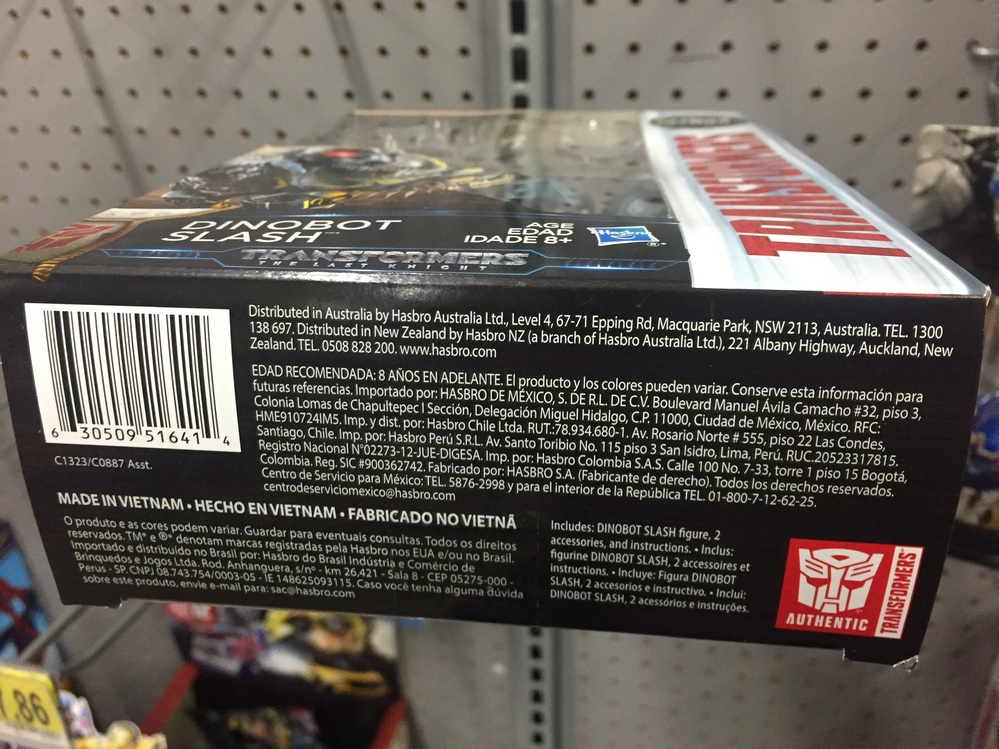 TRANSFORMERS
DINOBOT
SLASH™
AGE
EDAD
IDADE 8+
Hasbro
®
TRANSFORMERS
THE LAST KNIGHT
6 30509 51641 4
C1323/C0887 Asst.
Distributed in Australia by Hasbro Australia Ltd., Level 4, 67-71 Epping Rd, Macquarie Park, NSW 2113, Australia. TEL. 1300
138 697. Distributed in New Zealand by Hasbro NZ (a branch of Hasbro Australia Ltd.), 221 Albany Highway, Auckland, New
Zealand. TEL. 0508 828 200. www.hasbro.com
EDAD RECOMENDADA: 8 AÑOS EN ADELANTE. El producto y los colores pueden variar. Conserve esta información para
futuras referencias. Importado por: HASBRO DE MÉXICO, S. DE R.L. DE C.V. Boulevard Manuel Ávila Camacho #32, piso 3,
Colonia Lomas de Chapultepec I Sección, Delegación Miguel Hidalgo, C.P. 11000, Ciudad de México, México. RFC:
HME910724IM5. Imp. y dist. por: Hasbro Chile Ltda. RUT.:78.934.680-1. Av. Rosario Norte # 555, piso 22 Las Condes,
Santiago, Chile. Imp. por: Hasbro Perú S.R.L. Av. Santo Toribio No. 115 piso 3 San Isidro, Lima, Perú. RUC.20523317815.
Registro Nacional N°02273-12-JUE-DIGESA. Imp. por: Hasbro Colombia S.A.S. Calle 100 No. 7-33, torre 1 piso 15 Bogotá,
Colombia. Reg. SIC #900362742. Fabricado por: HASBRO S.A. (Fabricante de derecho). Todos los derechos reservados.
Centro de Servicio para México: TEL. 5876-2998 y para el interior de la República TEL. 01-800-7-12-62-25.
centrodeserviciomexico@hasbro.com
MADE IN VIETNAM • HECHO EN VIETNAM • FABRICADO NO VIETNÃ
O produto e as cores podem variar. Guardar para eventuais consultas. Todos os direitos
reservados. TM* e ®* denotam marcas registradas pela Hasbro nos EUA e/ou no Brasil.
Importado e distribuído no Brasil por: Hasbro do Brasil Indústria e Comércio de
Brinquedos e Jogos Ltda. Rod. Anhanguera, s/nº - km 26,421 - Sala 8 - CEP 05275-000 -
Perus - SP. CNPJ 08.743.754/0003-05 - IE 148625093115. Caso você tenha alguma dúvida
sobre este produto, envie e-mail para: sac@hasbro.com
Includes: DINOBOT SLASH figure, 2
accessories, and instructions. • Inclus:
figurine DINOBOT SLASH, 2 accessoires et
instructions. • Incluye: Figura DINOBOT
SLASH, 2 accesorios e instructivo. • Inclui:
DINOBOT SLASH, 2 acessórios e instruções.
AUTHENTIC
TRANSFORMERS
7.86